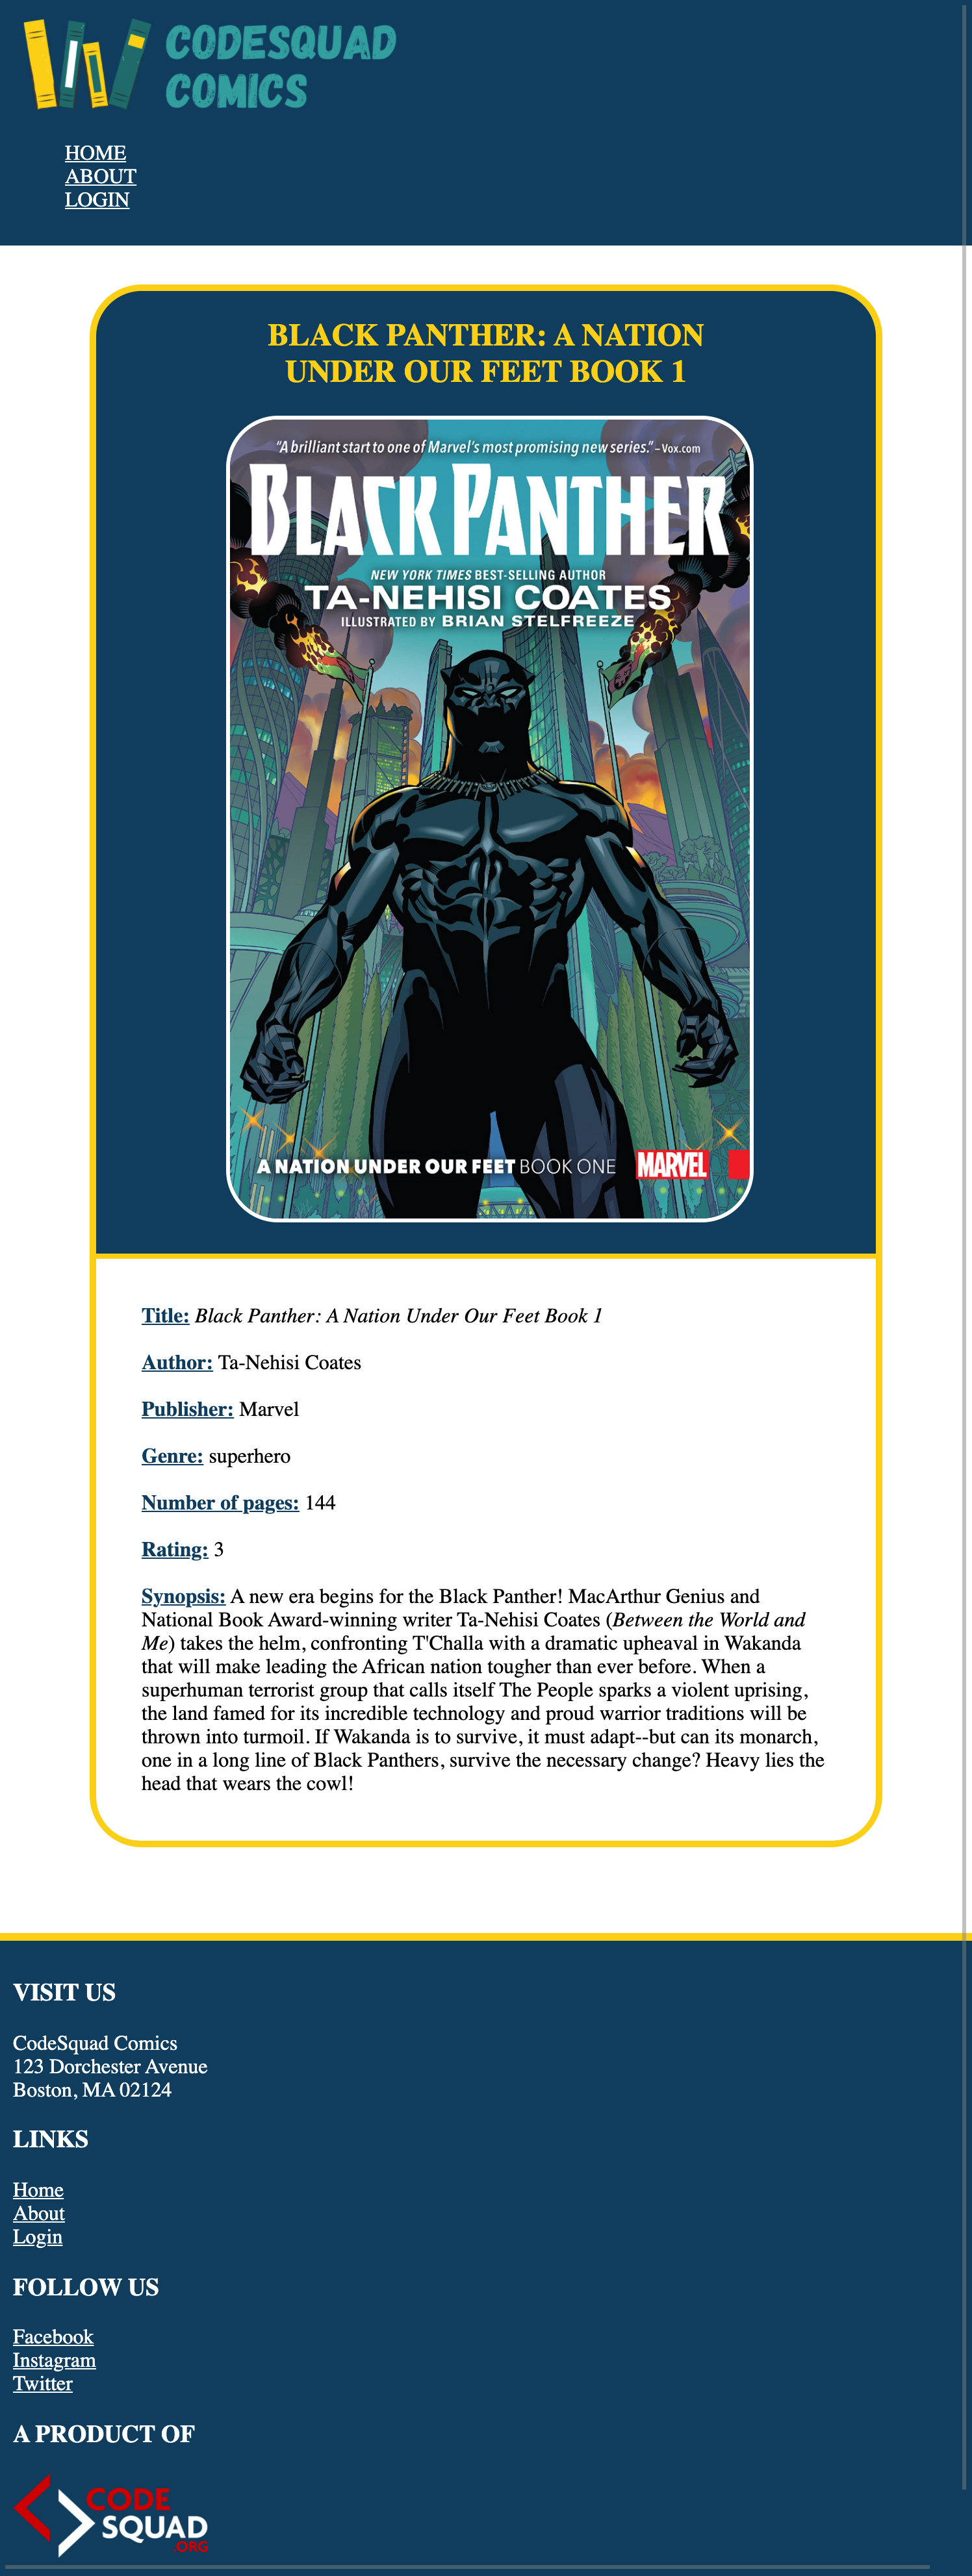 CODESQUAD
COMICS
HOME
ABOUT
LOGIN
BLACK PANTHER: A NATION
UNDER OUR FEET BOOK 1
"A brilliant start to one of Marvel's most promising new series." – Vox.com
BLACK PANTHER
NEW YORK TIMES BEST-SELLING AUTHOR
TA-NEHISI COATES
ILLUSTRATED BY BRIAN STELFREEZE
A NATION UNDER OUR FEET BOOK ONE MARVEL
Title: Black Panther: A Nation Under Our Feet Book 1
Author: Ta-Nehisi Coates
Publisher: Marvel
Genre: superhero
Number of pages: 144
Rating: 3
Synopsis: A new era begins for the Black Panther! MacArthur Genius and
National Book Award-winning writer Ta-Nehisi Coates (Between the World and
Me) takes the helm, confronting T'Challa with a dramatic upheaval in Wakanda
that will make leading the African nation tougher than ever before. When a
superhuman terrorist group that calls itself The People sparks a violent uprising,
the land famed for its incredible technology and proud warrior traditions will be
thrown into turmoil. If Wakanda is to survive, it must adapt--but can its monarch,
one in a long line of Black Panthers, survive the necessary change? Heavy lies the
head that wears the cowl!
VISIT US
CodeSquad Comics
123 Dorchester Avenue
Boston, MA 02124
LINKS
Home
About
Login
FOLLOW US
Facebook
Instagram
Twitter
A PRODUCT OF
CODE
SQUAD
.ORG